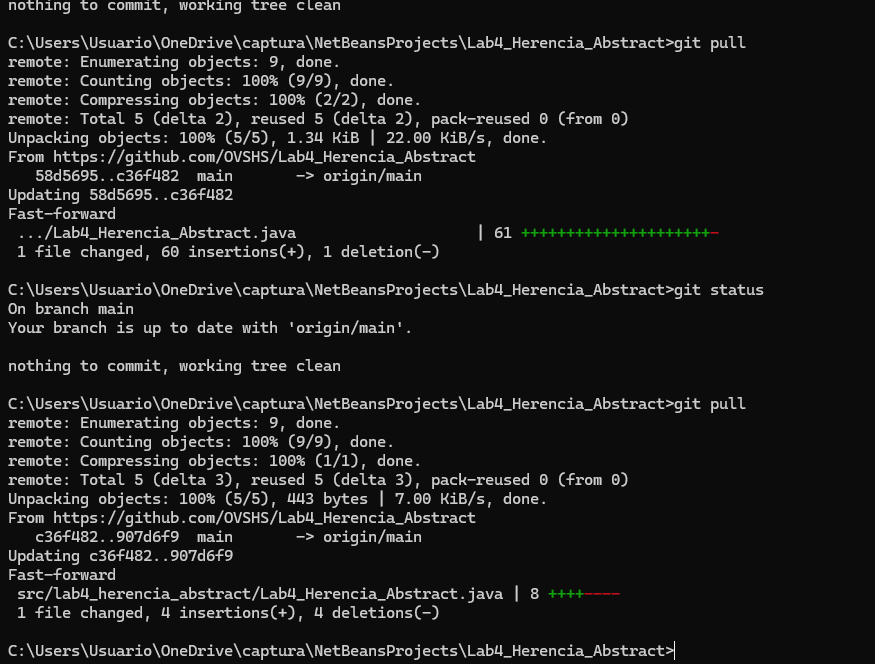 nothing to commit, working tree clean
C:\Users\Usuario\OneDrive\captura\NetBeansProjects\Lab4_Herencia_Abstract>git pull
remote: Enumerating objects: 9, done.
remote: Counting objects: 100% (9/9), done.
remote: Compressing objects: 100% (2/2), done.
remote: Total 5 (delta 2), reused 5 (delta 2), pack-reused 0 (from 0)
Unpacking objects: 100% (5/5), 1.34 KiB | 22.00 KiB/s, done.
From https://github.com/OVSHS/Lab4_Herencia_Abstract
   58d5695..c36f482  main       -> origin/main
Updating 58d5695..c36f482
Fast-forward
 .../Lab4_Herencia_Abstract.java                    | 61 +++++++++++++++++++++-
 1 file changed, 60 insertions(+), 1 deletion(-)
C:\Users\Usuario\OneDrive\captura\NetBeansProjects\Lab4_Herencia_Abstract>git status
On branch main
Your branch is up to date with 'origin/main'.
nothing to commit, working tree clean
C:\Users\Usuario\OneDrive\captura\NetBeansProjects\Lab4_Herencia_Abstract>git pull
remote: Enumerating objects: 9, done.
remote: Counting objects: 100% (9/9), done.
remote: Compressing objects: 100% (1/1), done.
remote: Total 5 (delta 3), reused 5 (delta 3), pack-reused 0 (from 0)
Unpacking objects: 100% (5/5), 443 bytes | 7.00 KiB/s, done.
From https://github.com/OVSHS/Lab4_Herencia_Abstract
   c36f482..907d6f9  main       -> origin/main
Updating c36f482..907d6f9
Fast-forward
 src/lab4_herencia_abstract/Lab4_Herencia_Abstract.java | 8 ++++----
 1 file changed, 4 insertions(+), 4 deletions(-)
C:\Users\Usuario\OneDrive\captura\NetBeansProjects\Lab4_Herencia_Abstract>